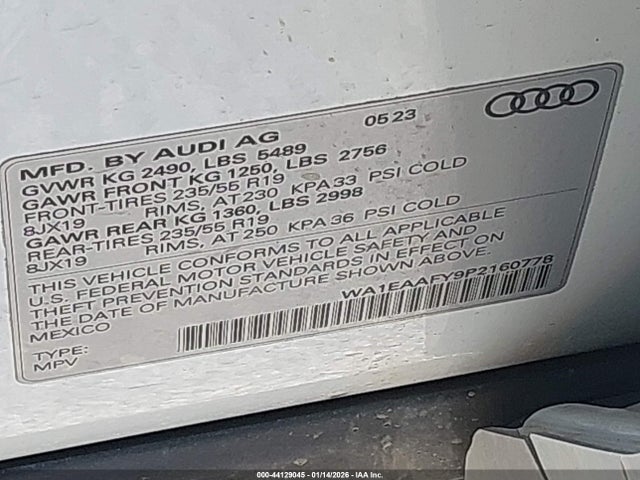 MFD. BY AUDI AG 05 23
GVWR KG 2490, LBS 5489
GAWR FRONT KG 1250, LBS 2756
FRONT-TIRES 235/55 R19
8JX19 RIMS, AT 230 KPA 33 PSI COLD
GAWR REAR KG 1360, LBS 2998
REAR-TIRES 235/55 R19
8JX19 RIMS, AT 250 KPA 36 PSI COLD
THIS VEHICLE CONFORMS TO ALL APPLICABLE
U.S. FEDERAL MOTOR VEHICLE SAFETY AND
THEFT PREVENTION STANDARDS IN EFFECT ON
THE DATE OF MANUFACTURE SHOWN ABOVE.
MEXICO
WA1EAAFY9P2160778
TYPE:
MPV
000-44129045 - 01/14/2026 - IAA Inc.